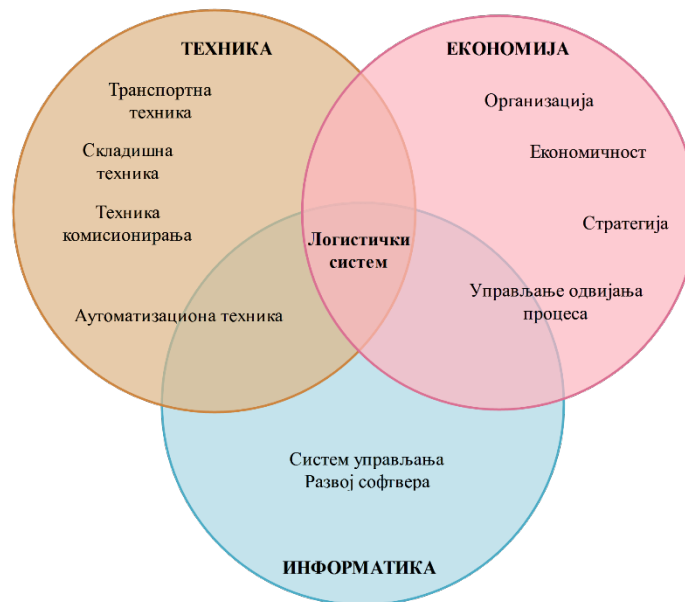 ТЕХНИКА
Транспортна
техника
Складишна
техника
Техника
комисионирања
Аутоматизациона техника
ЕКОНОМИЈА
Организација
Економичност
Стратегија
Управљање одвијања
процеса
Логистички
систем
Систем управљања
Развој софтвера
ИНФОРМАТИКА